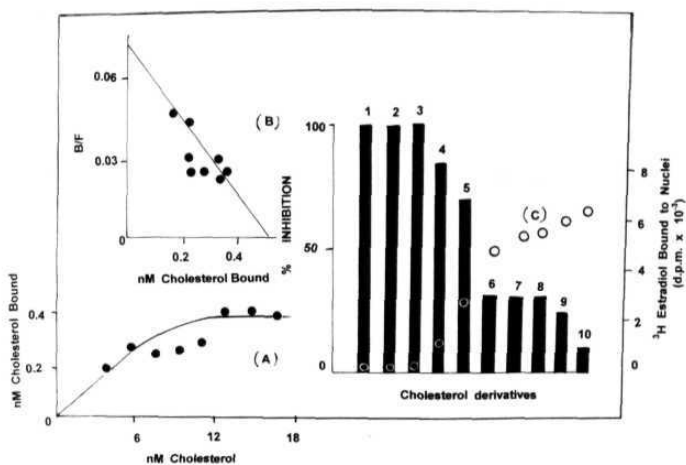 0.06
0.03
0
B/F
(B)
0.2
0.4
nM Cholesterol Bound
% INHIBITION
100
50
0
1
2
3
4
5
6
7
8
9
10
(C)
8
6
4
2
0
³H Estradiol Bound to Nuclei
(d.p.m. x 10⁻³)
Cholesterol derivatives
nM Cholesterol Bound
0.4
0.2
0
(A)
6
12
18
nM Cholesterol